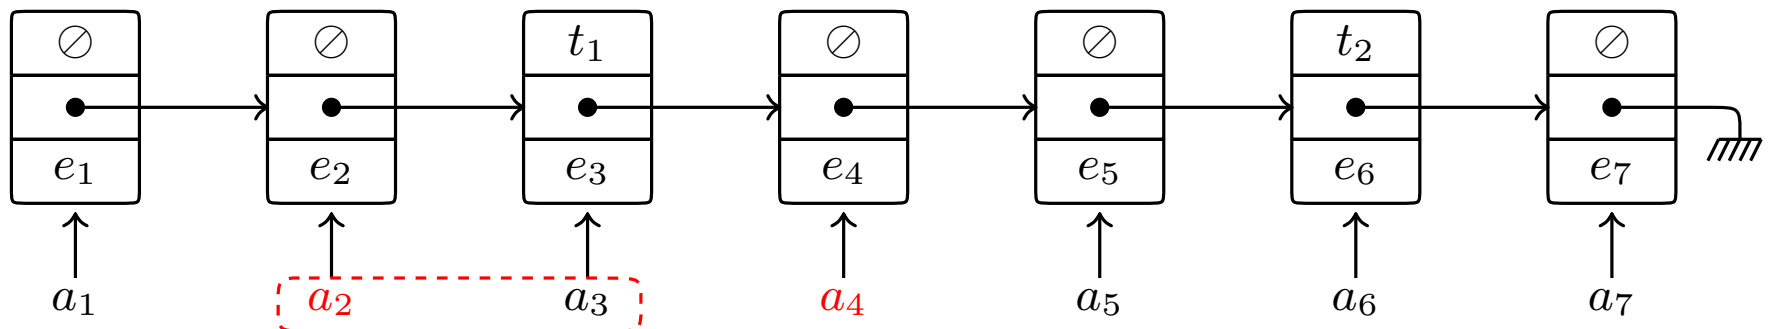 ⊘ ⊘ t₁ ⊘ ⊘ t₂ ⊘
e₁ e₂ e₃ e₄ e₅ e₆ e₇
a₁ a₂ a₃ a₄ a₅ a₆ a₇